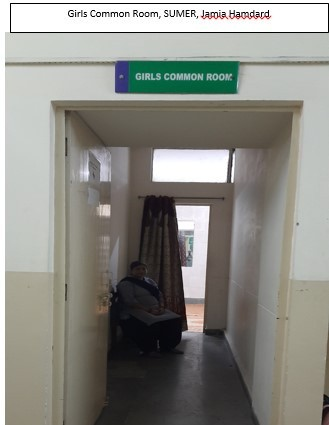 Girls Common Room, SUMER, Jamia Hamdard
GIRLS COMMON ROOM